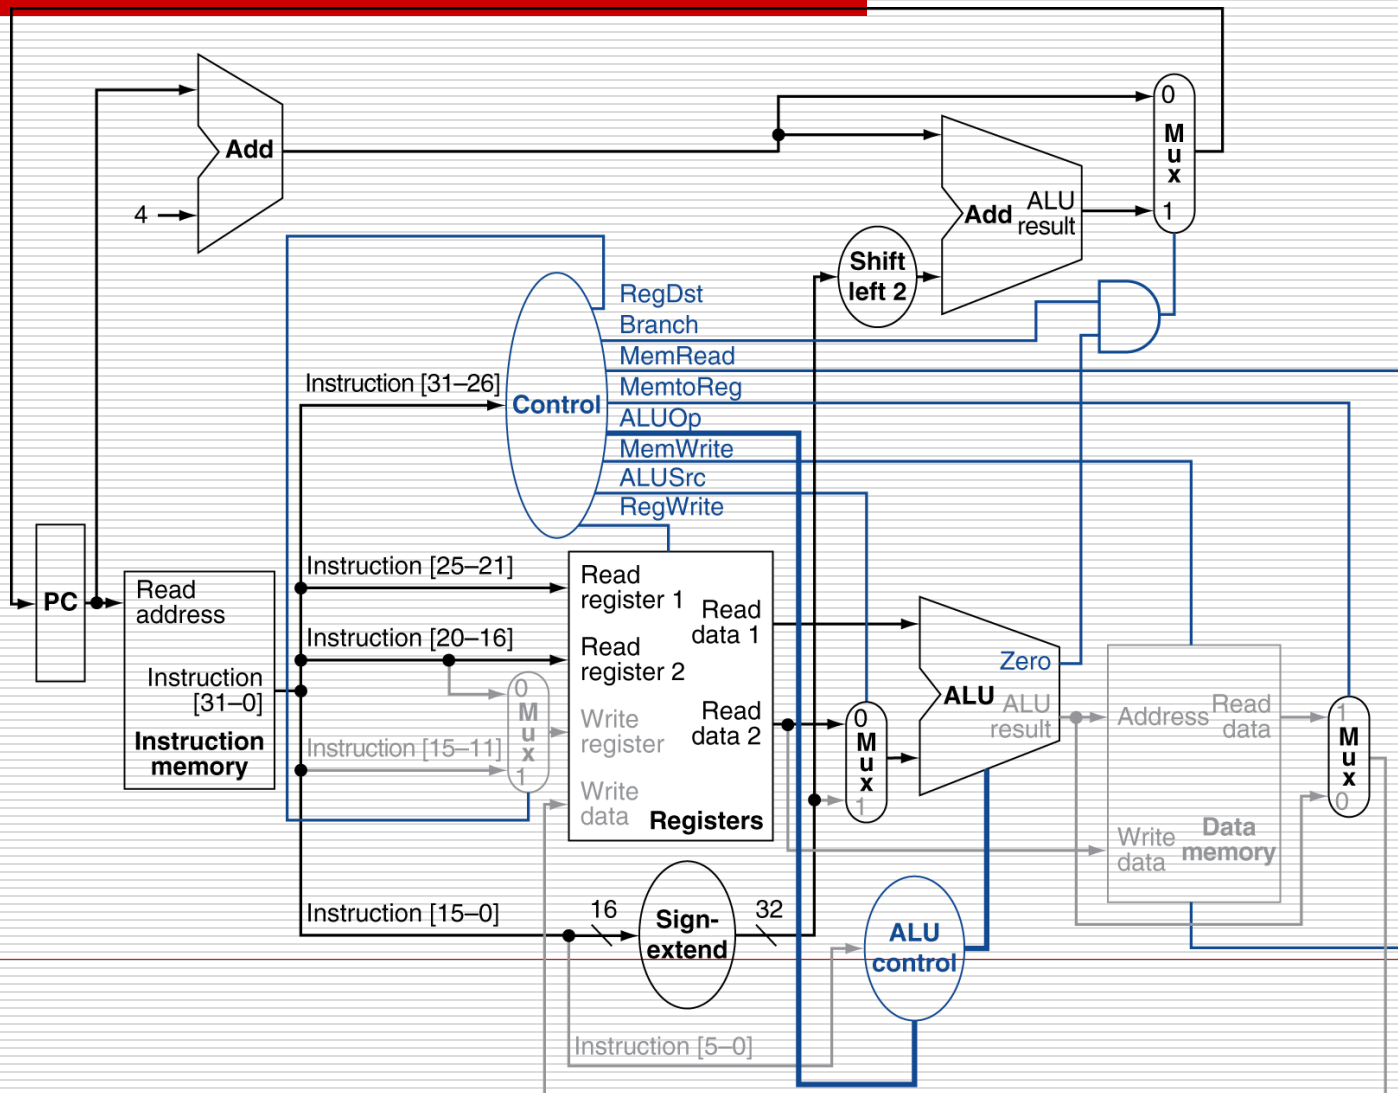 0
M
u
x
1
Add
4
Add
ALU
result
Shift
left 2
RegDst
Branch
MemRead
MemtoReg
ALUOp
MemWrite
ALUSrc
RegWrite
Control
Instruction [31–26]
PC
Read
address
Instruction
[31–0]
Instruction
memory
Instruction [25–21]
Instruction [20–16]
Instruction [15–11]
0
M
u
x
1
Read
register 1
Read
register 2
Write
register
Write
data
Read
data 1
Read
data 2
Registers
0
M
u
x
1
Zero
ALU
ALU
result
Address
Read
data
Write
data
Data
memory
1
M
u
x
0
Instruction [15–0]
16
Sign-
extend
32
ALU
control
Instruction [5–0]